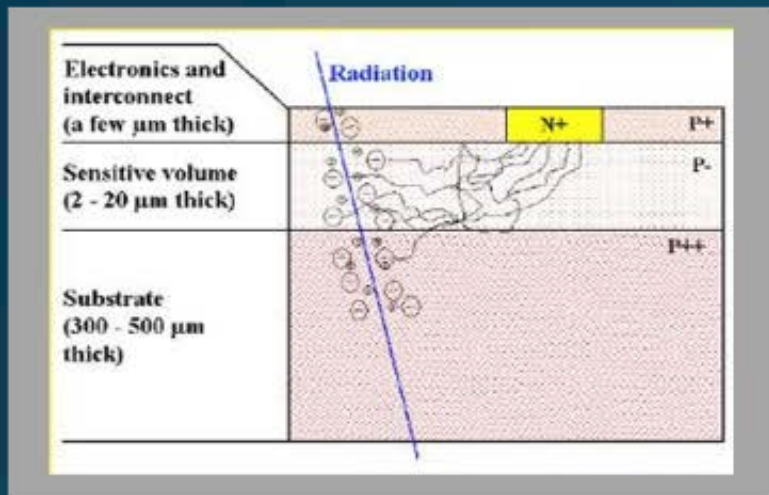 Electronics and
interconnect
(a few µm thick)
Radiation
N+
P+
Sensitive volume
(2 - 20 µm thick)
P-
P++
Substrate
(300 - 500 µm
thick)